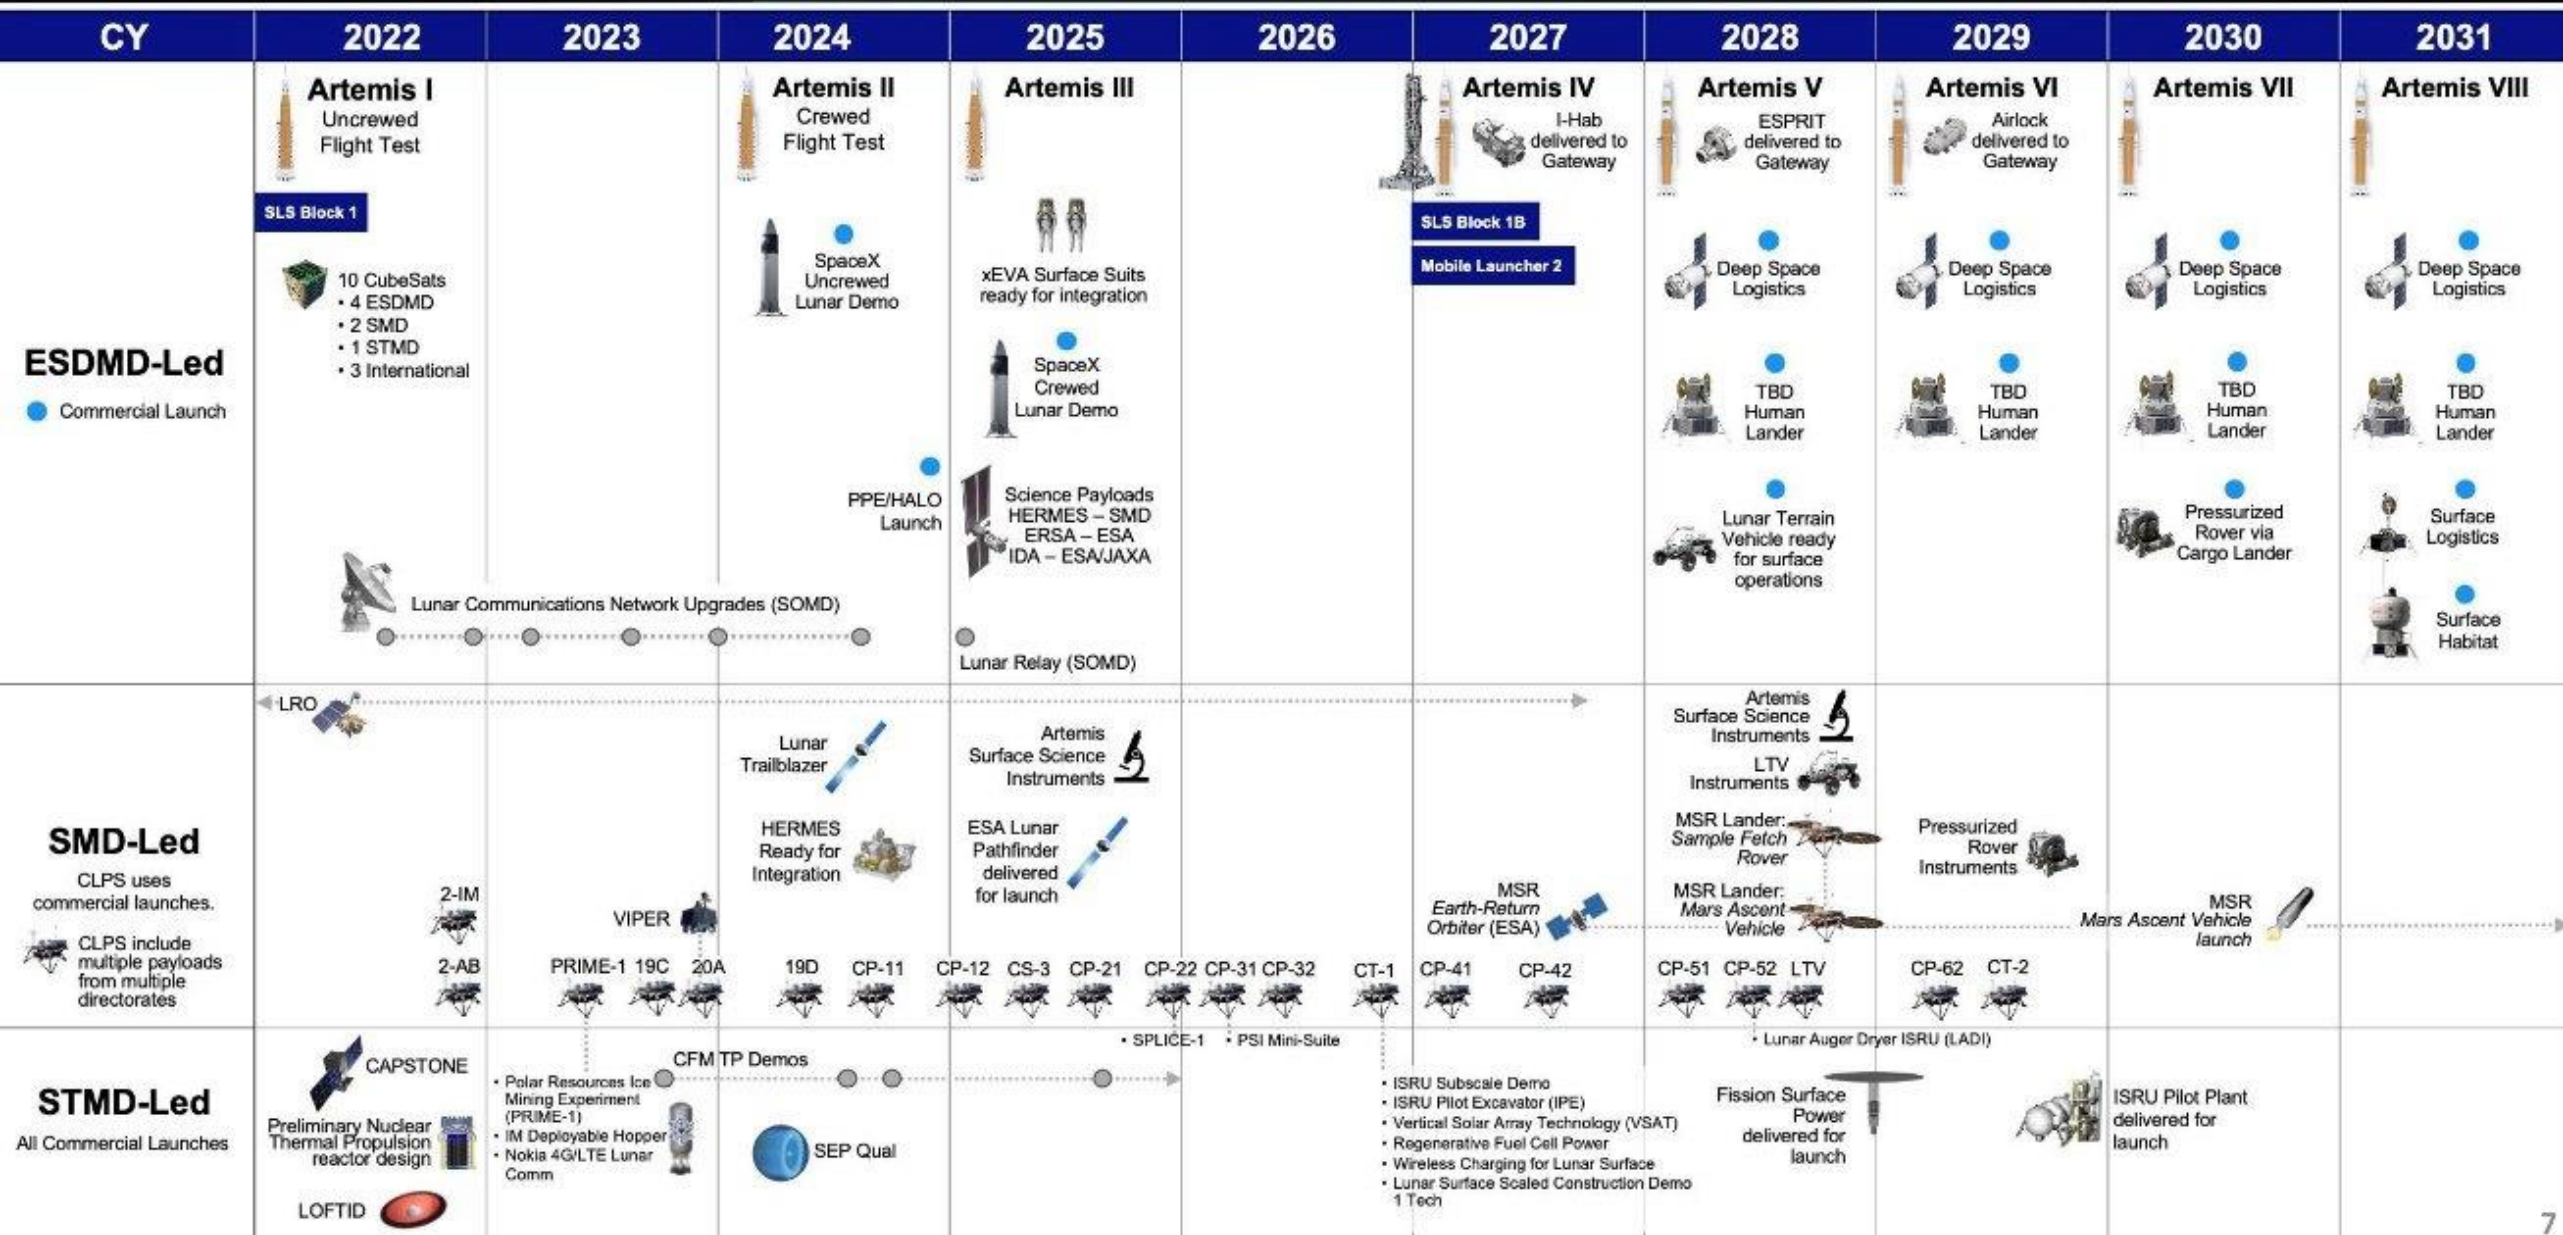 CY 2022 2023 2024 2025 2026 2027 2028 2029 2030 2031
ESDMD-Led
Commercial Launch
Artemis I
Uncrewed
Flight Test
SLS Block 1
10 CubeSats
• 4 ESDMD
• 2 SMD
• 1 STMD
• 3 International
Lunar Communications Network Upgrades (SOMD)
Artemis II
Crewed
Flight Test
SpaceX
Uncrewed
Lunar Demo
PPE/HALO
Launch
Artemis III
xEVA Surface Suits
ready for integration
SpaceX
Crewed
Lunar Demo
Science Payloads
HERMES – SMD
ERSA – ESA
IDA – ESA/JAXA
Lunar Relay (SOMD)
Artemis IV
I-Hab
delivered to
Gateway
SLS Block 1B
Mobile Launcher 2
Artemis V
ESPRIT
delivered to
Gateway
Deep Space
Logistics
TBD
Human
Lander
Lunar Terrain
Vehicle ready
for surface
operations
Artemis VI
Airlock
delivered to
Gateway
Deep Space
Logistics
TBD
Human
Lander
Artemis VII
Deep Space
Logistics
TBD
Human
Lander
Pressurized
Rover via
Cargo Lander
Artemis VIII
Deep Space
Logistics
TBD
Human
Lander
Surface
Logistics
Surface
Habitat
SMD-Led
CLPS uses
commercial launches.
CLPS include
multiple payloads
from multiple
directorates
LRO
2-IM
2-AB
VIPER
PRIME-1 19C 20A
Lunar
Trailblazer
HERMES
Ready for
Integration
19D CP-11
Artemis
Surface Science
Instruments
ESA Lunar
Pathfinder
delivered
for launch
CP-12 CS-3 CP-21 CP-22 CP-31 CP-32 CT-1
MSR
Earth-Return
Orbiter (ESA)
CP-41 CP-42
Artemis
Surface Science
Instruments
LTV
Instruments
MSR Lander:
Sample Fetch
Rover
MSR Lander:
Mars Ascent
Vehicle
CP-51 CP-52 LTV
Pressurized
Rover
Instruments
CP-62 CT-2
MSR
Mars Ascent Vehicle
launch
STMD-Led
All Commercial Launches
CAPSTONE
Preliminary Nuclear
Thermal Propulsion
reactor design
LOFTID
CFM TP Demos
• Polar Resources Ice
Mining Experiment
(PRIME-1)
• IM Deployable Hopper
• Nokia 4G/LTE Lunar
Comm
SEP Qual
• SPLICE-1
• PSI Mini-Suite
• ISRU Subscale Demo
• ISRU Pilot Excavator (IPE)
• Vertical Solar Array Technology (VSAT)
• Regenerative Fuel Cell Power
• Wireless Charging for Lunar Surface
• Lunar Surface Scaled Construction Demo
1 Tech
• Lunar Auger Dryer ISRU (LADI)
Fission Surface
Power
delivered for
launch
ISRU Pilot Plant
delivered for
launch
7